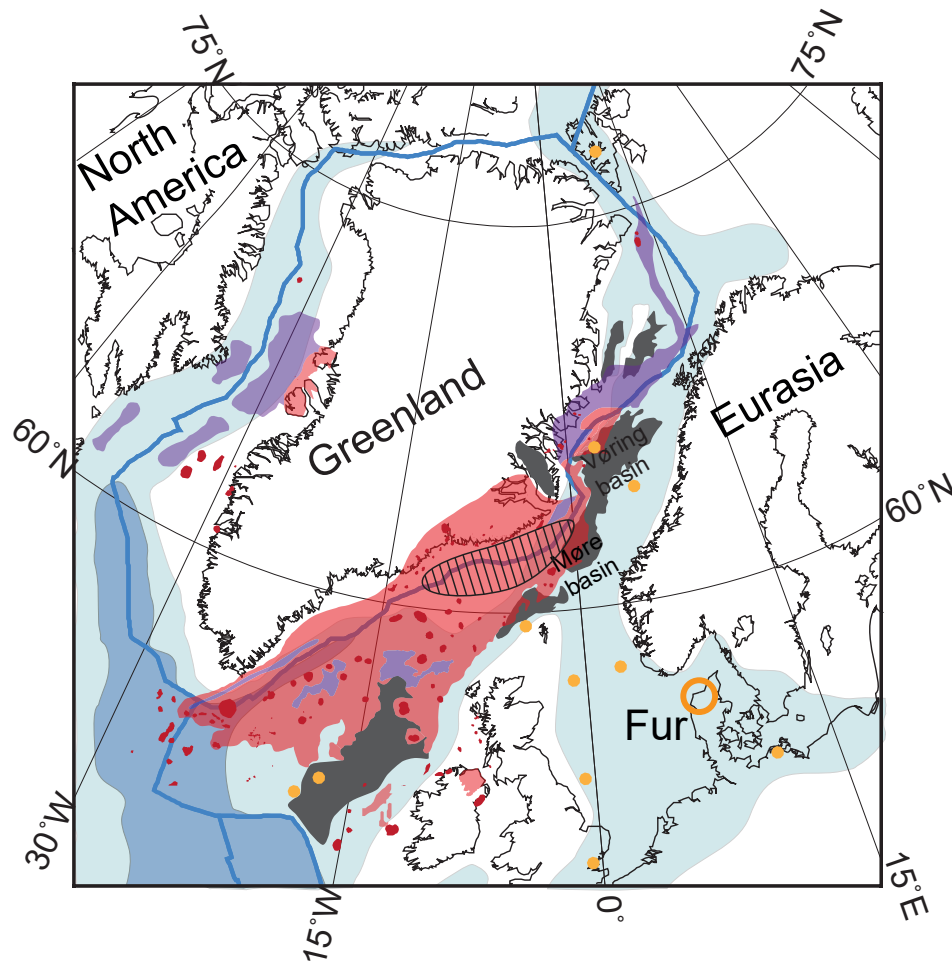 75°N
75°N
North
America
Greenland
Eurasia
60°N
Vøring
basin
60°N
Møre
basin
Fur
30°W
15°W
0°
15°E